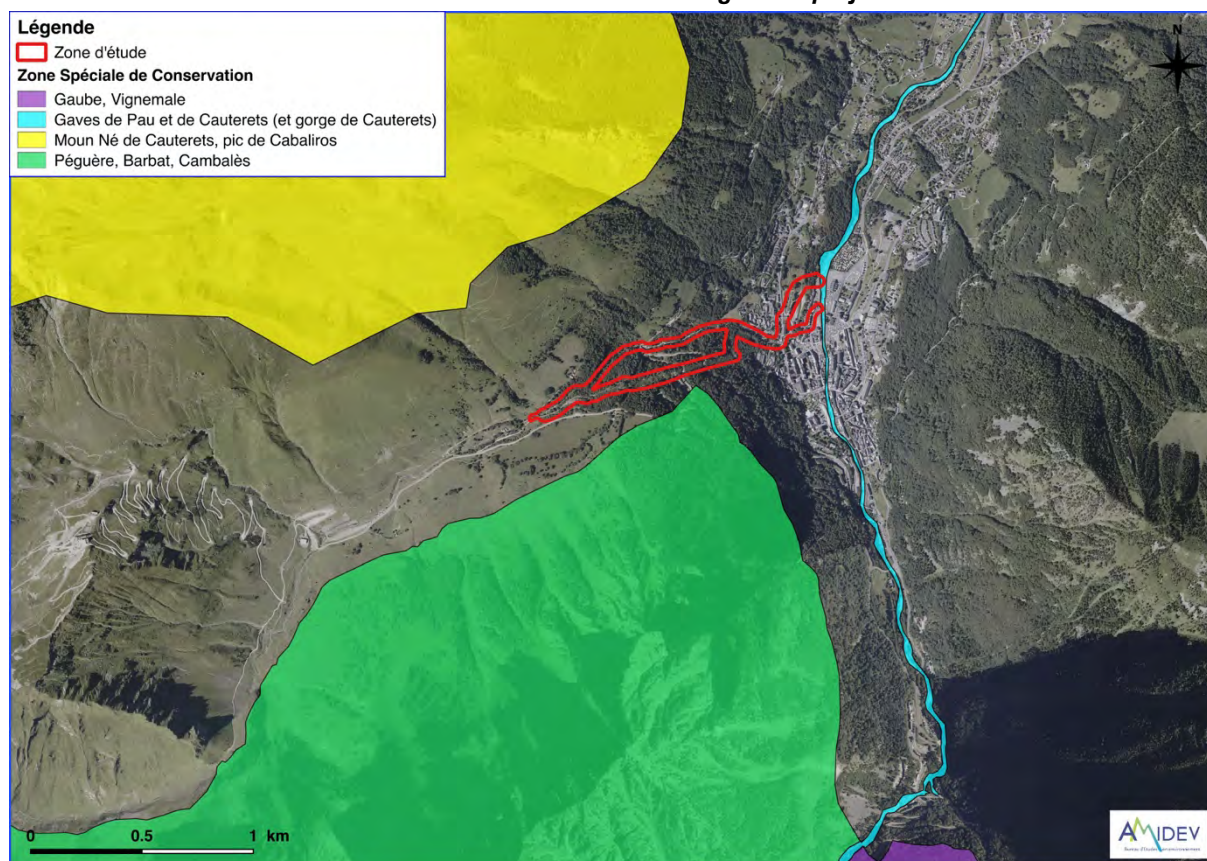 Légende
Zone d'étude
Zone Spéciale de Conservation
Gaube, Vignemale
Gaves de Pau et de Cauterets (et gorge de Cauterets)
Moun Né de Cauterets, pic de Cabaliros
Péguère, Barbat, Cambalès
N
0 0.5 1 km
AMIDEV